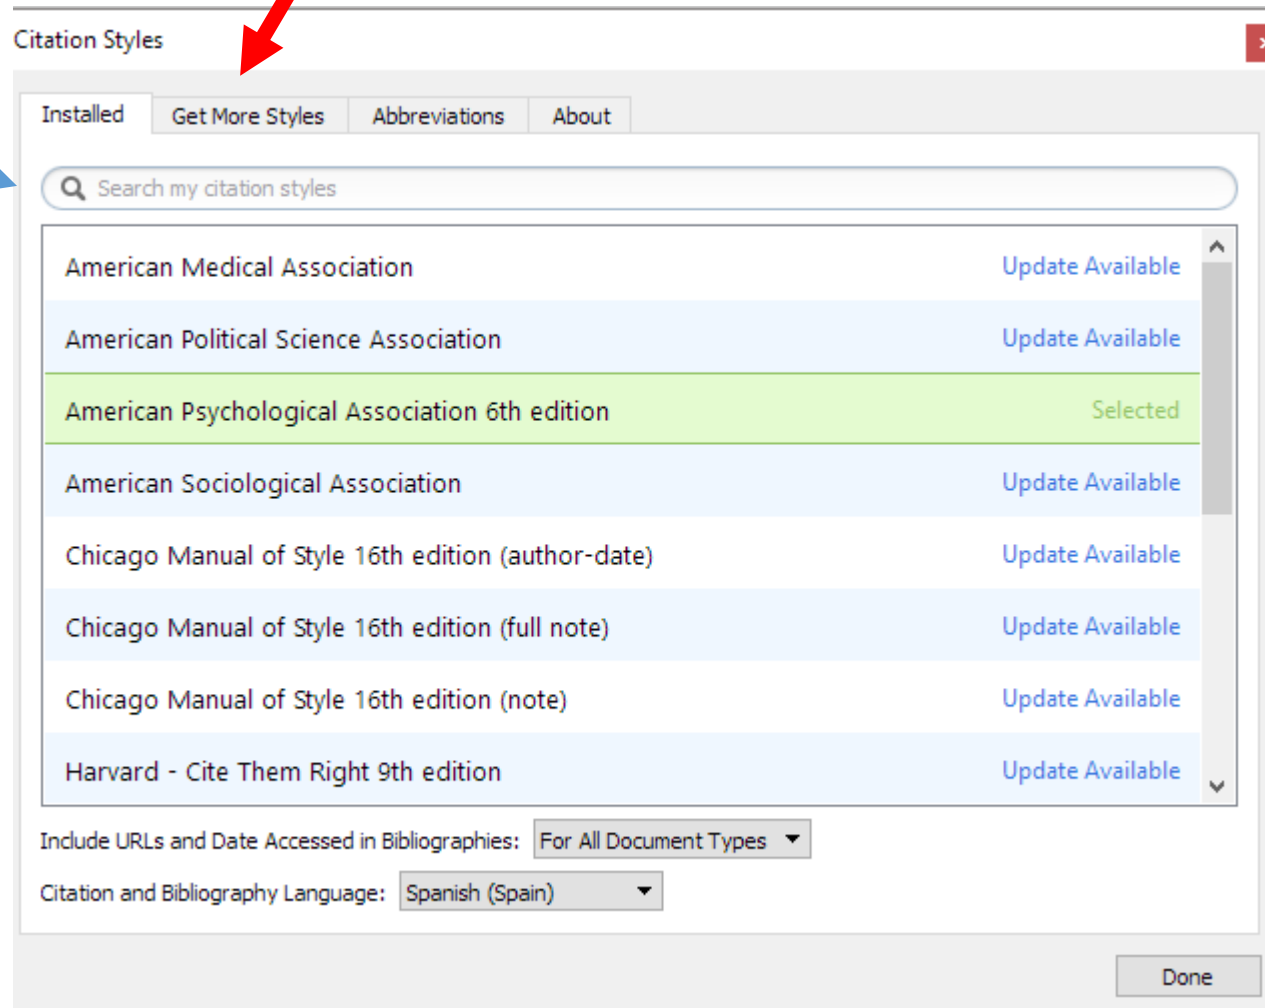 Citation Styles
Installed Get More Styles Abbreviations About
Search my citation styles
American Medical Association Update Available
American Political Science Association Update Available
American Psychological Association 6th edition Selected
American Sociological Association Update Available
Chicago Manual of Style 16th edition (author-date) Update Available
Chicago Manual of Style 16th edition (full note) Update Available
Chicago Manual of Style 16th edition (note) Update Available
Harvard - Cite Them Right 9th edition Update Available
Include URLs and Date Accessed in Bibliographies: For All Document Types
Citation and Bibliography Language: Spanish (Spain)
Done